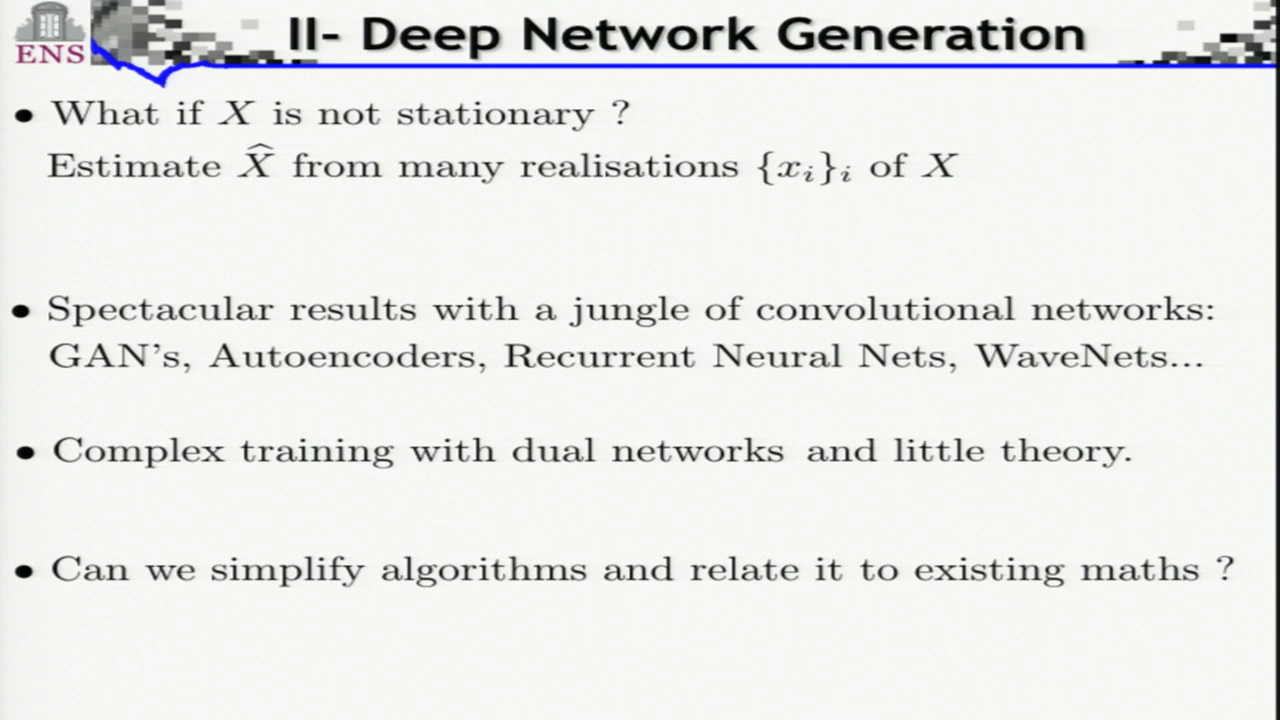 ENS
II- Deep Network Generation
• What if X is not stationary ?
Estimate X̂ from many realisations {xᵢ}ᵢ of X
• Spectacular results with a jungle of convolutional networks:
GAN's, Autoencoders, Recurrent Neural Nets, WaveNets...
• Complex training with dual networks and little theory.
• Can we simplify algorithms and relate it to existing maths ?